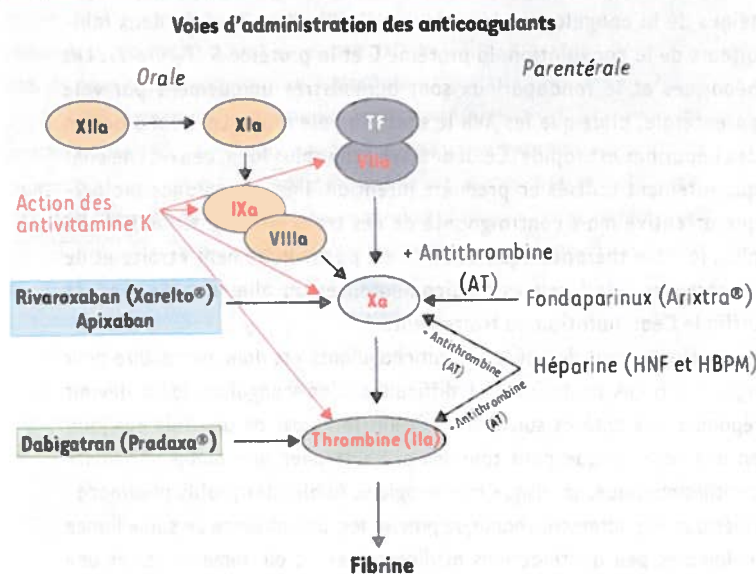 Voies d'administration des anticoagulants
Orale
Parentérale
XIIa
XIa
TF
VIIa
Action des
antivitamine K
IXa
VIIIa
+ Antithrombine
(AT)
Rivaroxaban (Xarelto®)
Apixaban
Xa
Fondaparinux (Arixtra®)
+ Antithrombine
(AT)
Héparine (HNF et HBPM)
+ Antithrombine
(AT)
Dabigatran (Pradaxa®)
Thrombine (IIa)
Fibrine